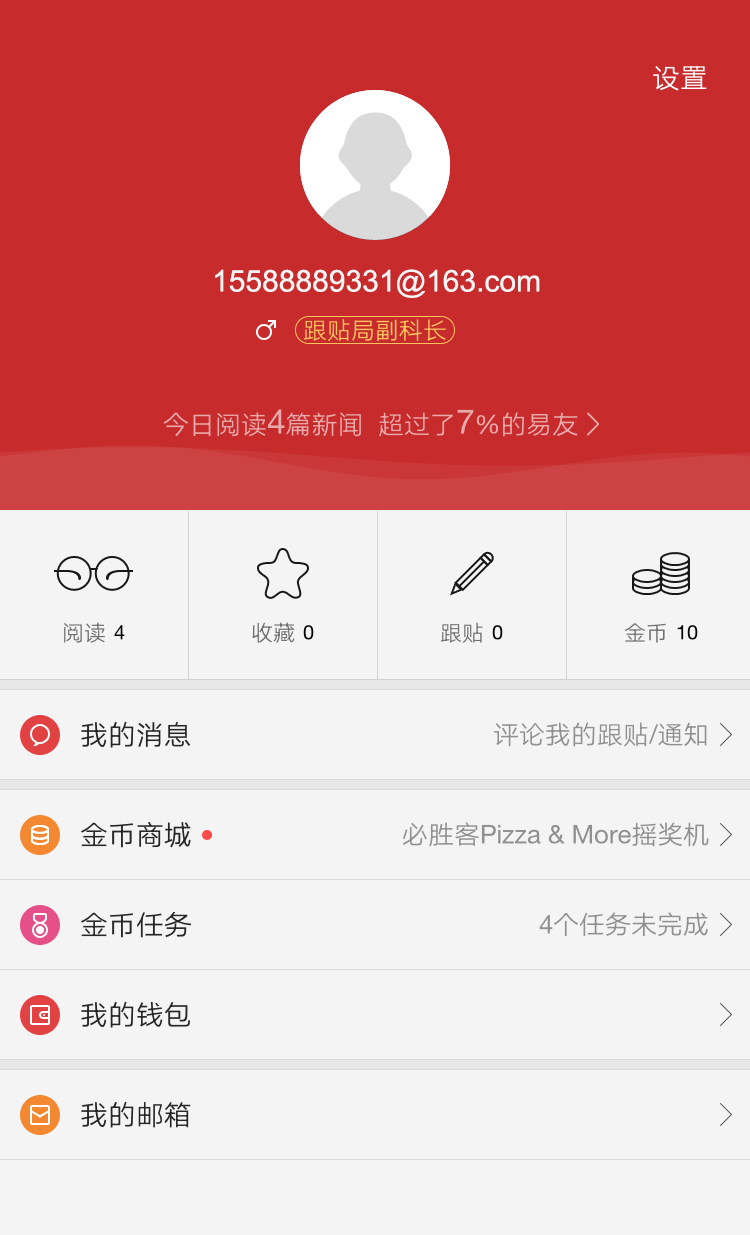 设置
15588889331@163.com
跟贴局副科长
今日阅读4篇新闻 超过了7%的易友
阅读 4
收藏 0
跟贴 0
金币 10
我的消息
评论我的跟贴/通知
金币商城
必胜客Pizza & More摇奖机
金币任务
4个任务未完成
我的钱包
我的邮箱